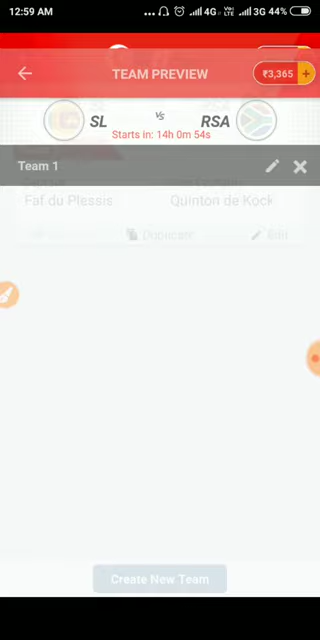 12:59 AM ... 4G VoLTE 3G 44%
TEAM PREVIEW ₹3,365 +
SL VS RSA
Starts in: 14h 0m 54s
Team 1
Faf du Plessis Quinton de Kock
Duplicate Edit
Create New Team